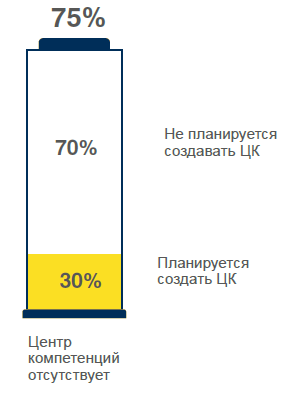 75%
70%
Не планируется
создавать ЦК
30%
Планируется
создать ЦК
Центр
компетенций
отсутствует